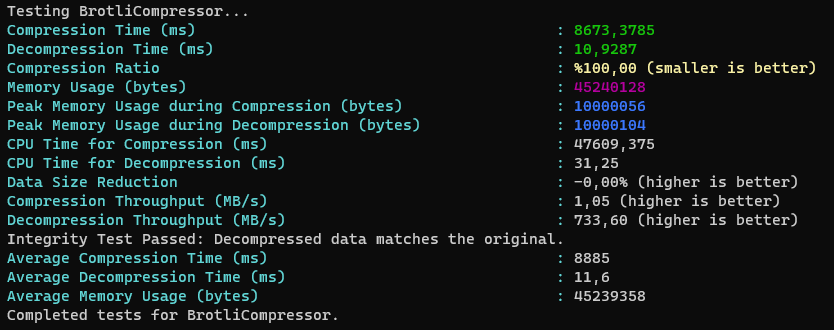 Testing BrotliCompressor...
Compression Time (ms) : 8673,3785
Decompression Time (ms) : 10,9287
Compression Ratio : %100,00 (smaller is better)
Memory Usage (bytes) : 45240128
Peak Memory Usage during Compression (bytes) : 10000056
Peak Memory Usage during Decompression (bytes) : 10000104
CPU Time for Compression (ms) : 47609,375
CPU Time for Decompression (ms) : 31,25
Data Size Reduction : -0,00% (higher is better)
Compression Throughput (MB/s) : 1,05 (higher is better)
Decompression Throughput (MB/s) : 733,60 (higher is better)
Integrity Test Passed: Decompressed data matches the original.
Average Compression Time (ms) : 8885
Average Decompression Time (ms) : 11,6
Average Memory Usage (bytes) : 45239358
Completed tests for BrotliCompressor.